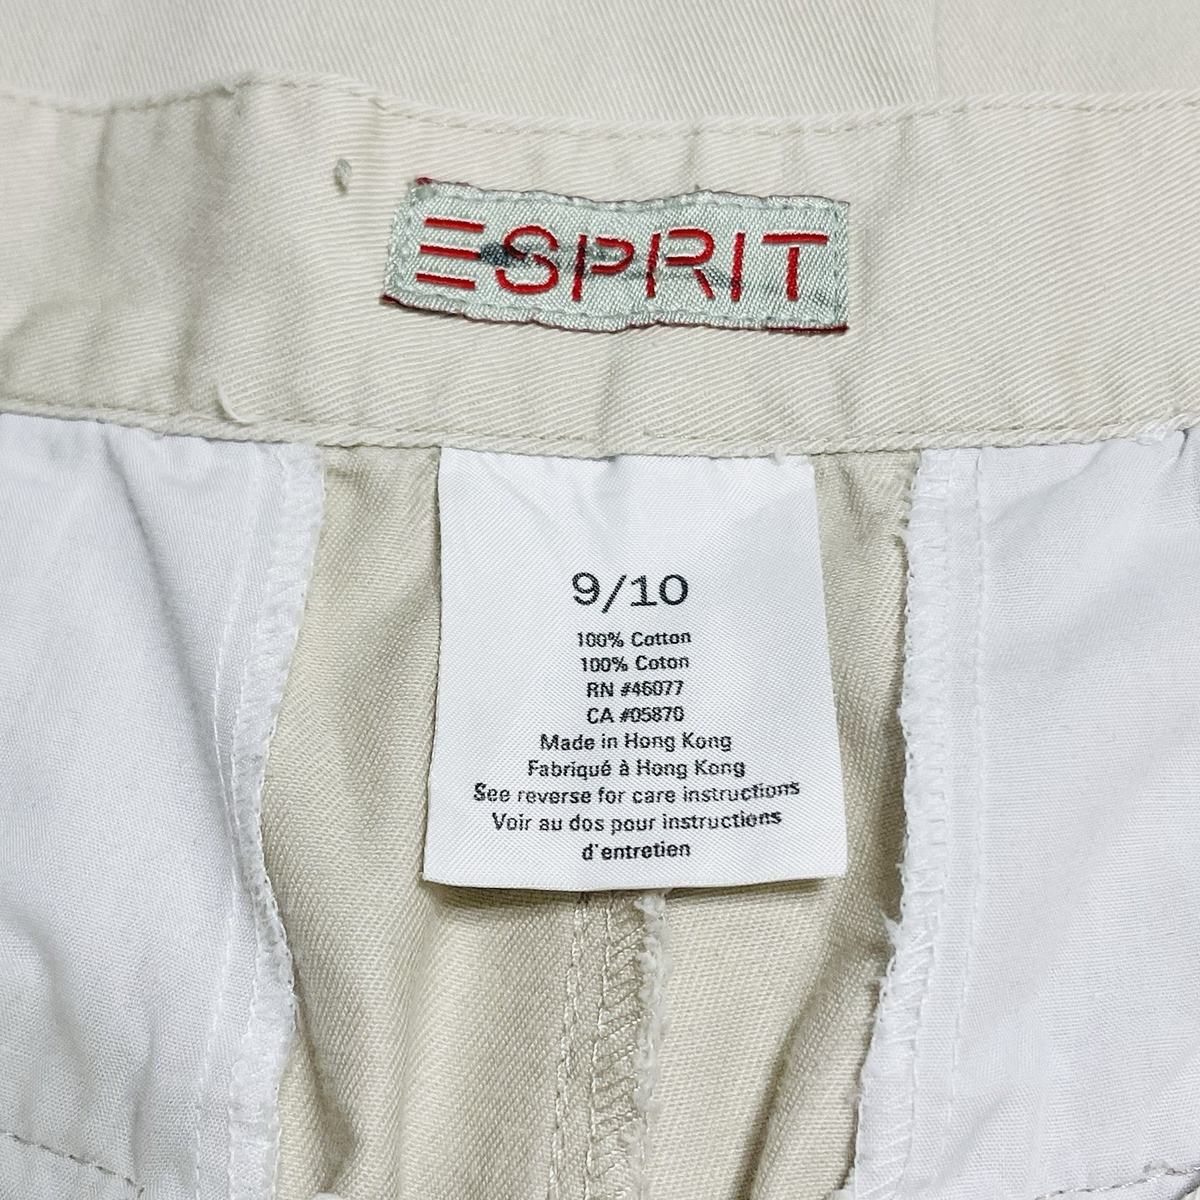 ESPRIT
9/10
100% Cotton
100% Coton
RN #46077
CA #05870
Made in Hong Kong
Fabriqué à Hong Kong
See reverse for care instructions
Voir au dos pour instructions
d'entretien